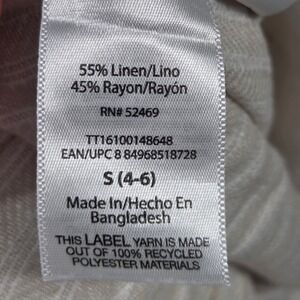 55% Linen/Lino
45% Rayon/Rayón
RN# 52469
TT16100148648
EAN/UPC 8 84968518728
S (4-6)
Made In/Hecho En
Bangladesh
THIS LABEL YARN IS MADE
OUT OF 100% RECYCLED
POLYESTER MATERIALS